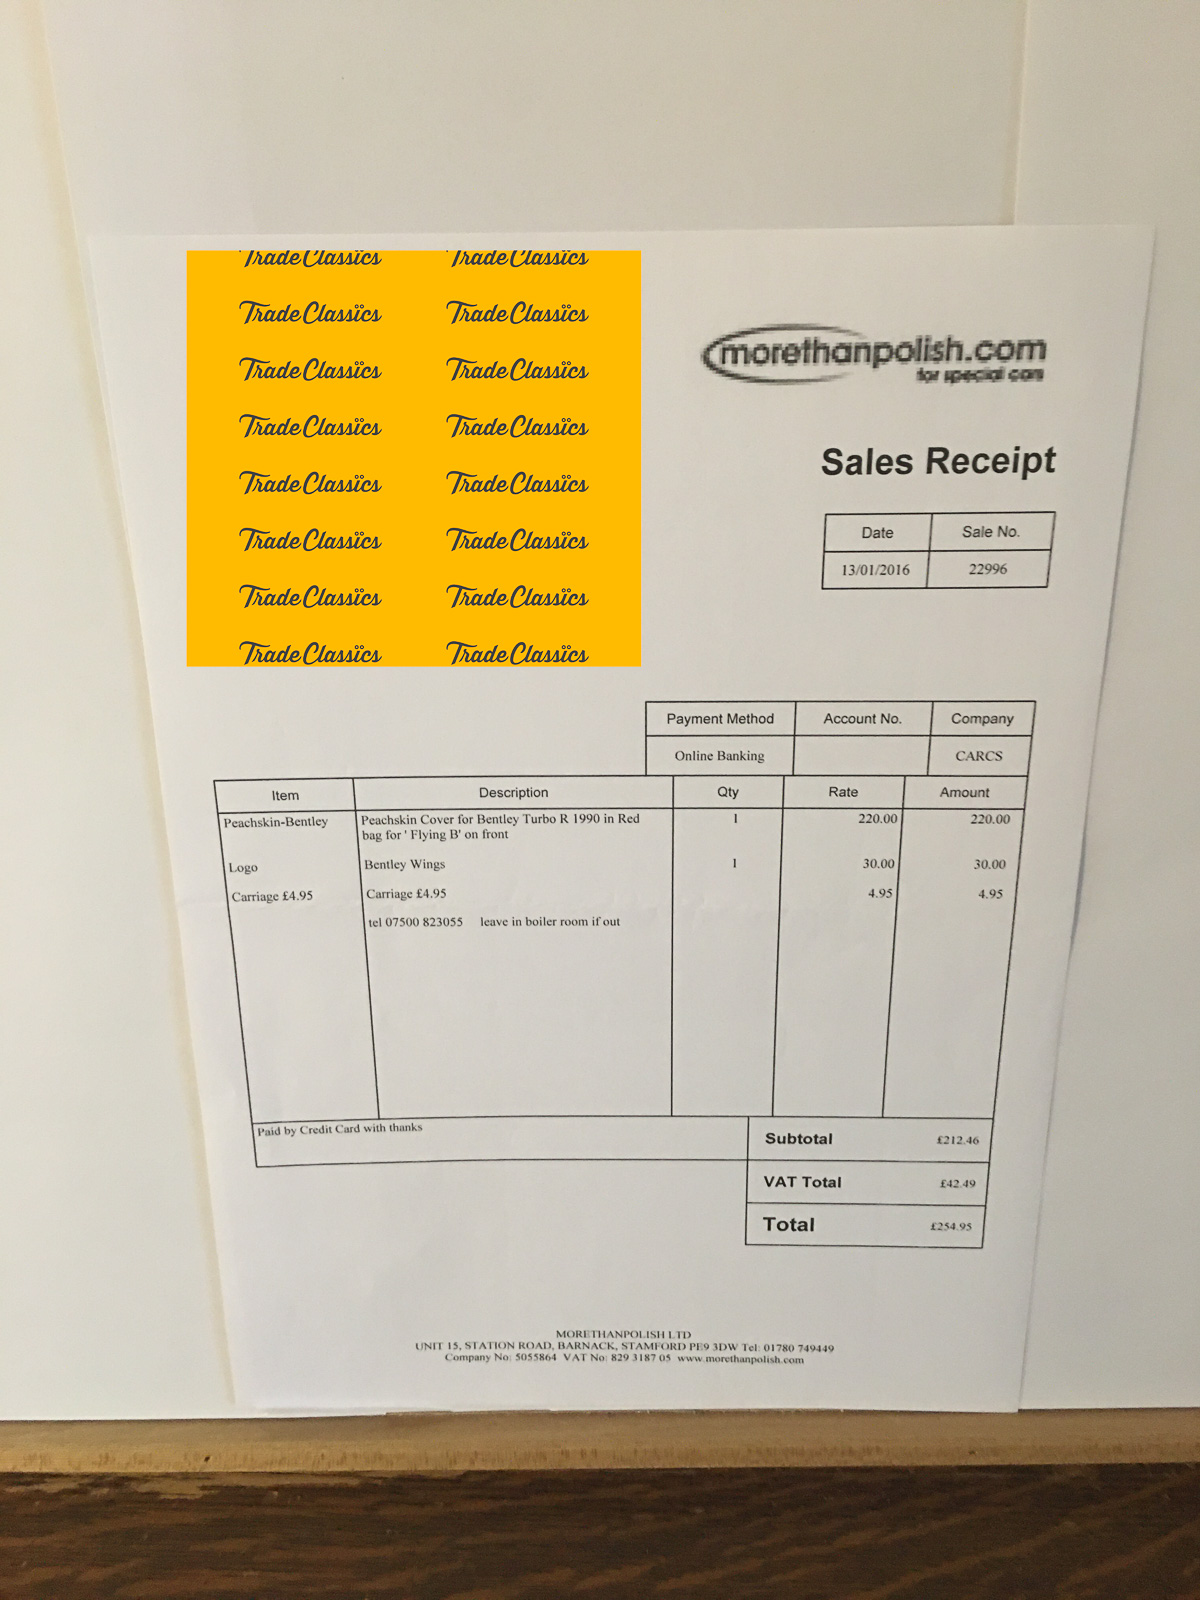 Trade Classics Trade Classics
Trade Classics Trade Classics
Trade Classics Trade Classics
Trade Classics Trade Classics
Trade Classics Trade Classics
Trade Classics Trade Classics
Trade Classics Trade Classics
Trade Classics Trade Classics
morethanpolish.com
for special cars
Sales Receipt
Date Sale No.
13/01/2016 22996
Payment Method Account No. Company
Online Banking CARCS
Item Description Qty Rate Amount
Peachskin-Bentley Peachskin Cover for Bentley Turbo R 1990 in Red 1 220.00 220.00
bag for ' Flying B' on front
Logo Bentley Wings 1 30.00 30.00
Carriage £4.95 Carriage £4.95 4.95 4.95
tel 07500 823055 leave in boiler room if out
Paid by Credit Card with thanks
Subtotal £212.46
VAT Total £42.49
Total £254.95
MORETHANPOLISH LTD
UNIT 15, STATION ROAD, BARNACK, STAMFORD PE9 3DW Tel: 01780 749449
Company No: 5055864 VAT No: 829 3187 05 www.morethanpolish.com